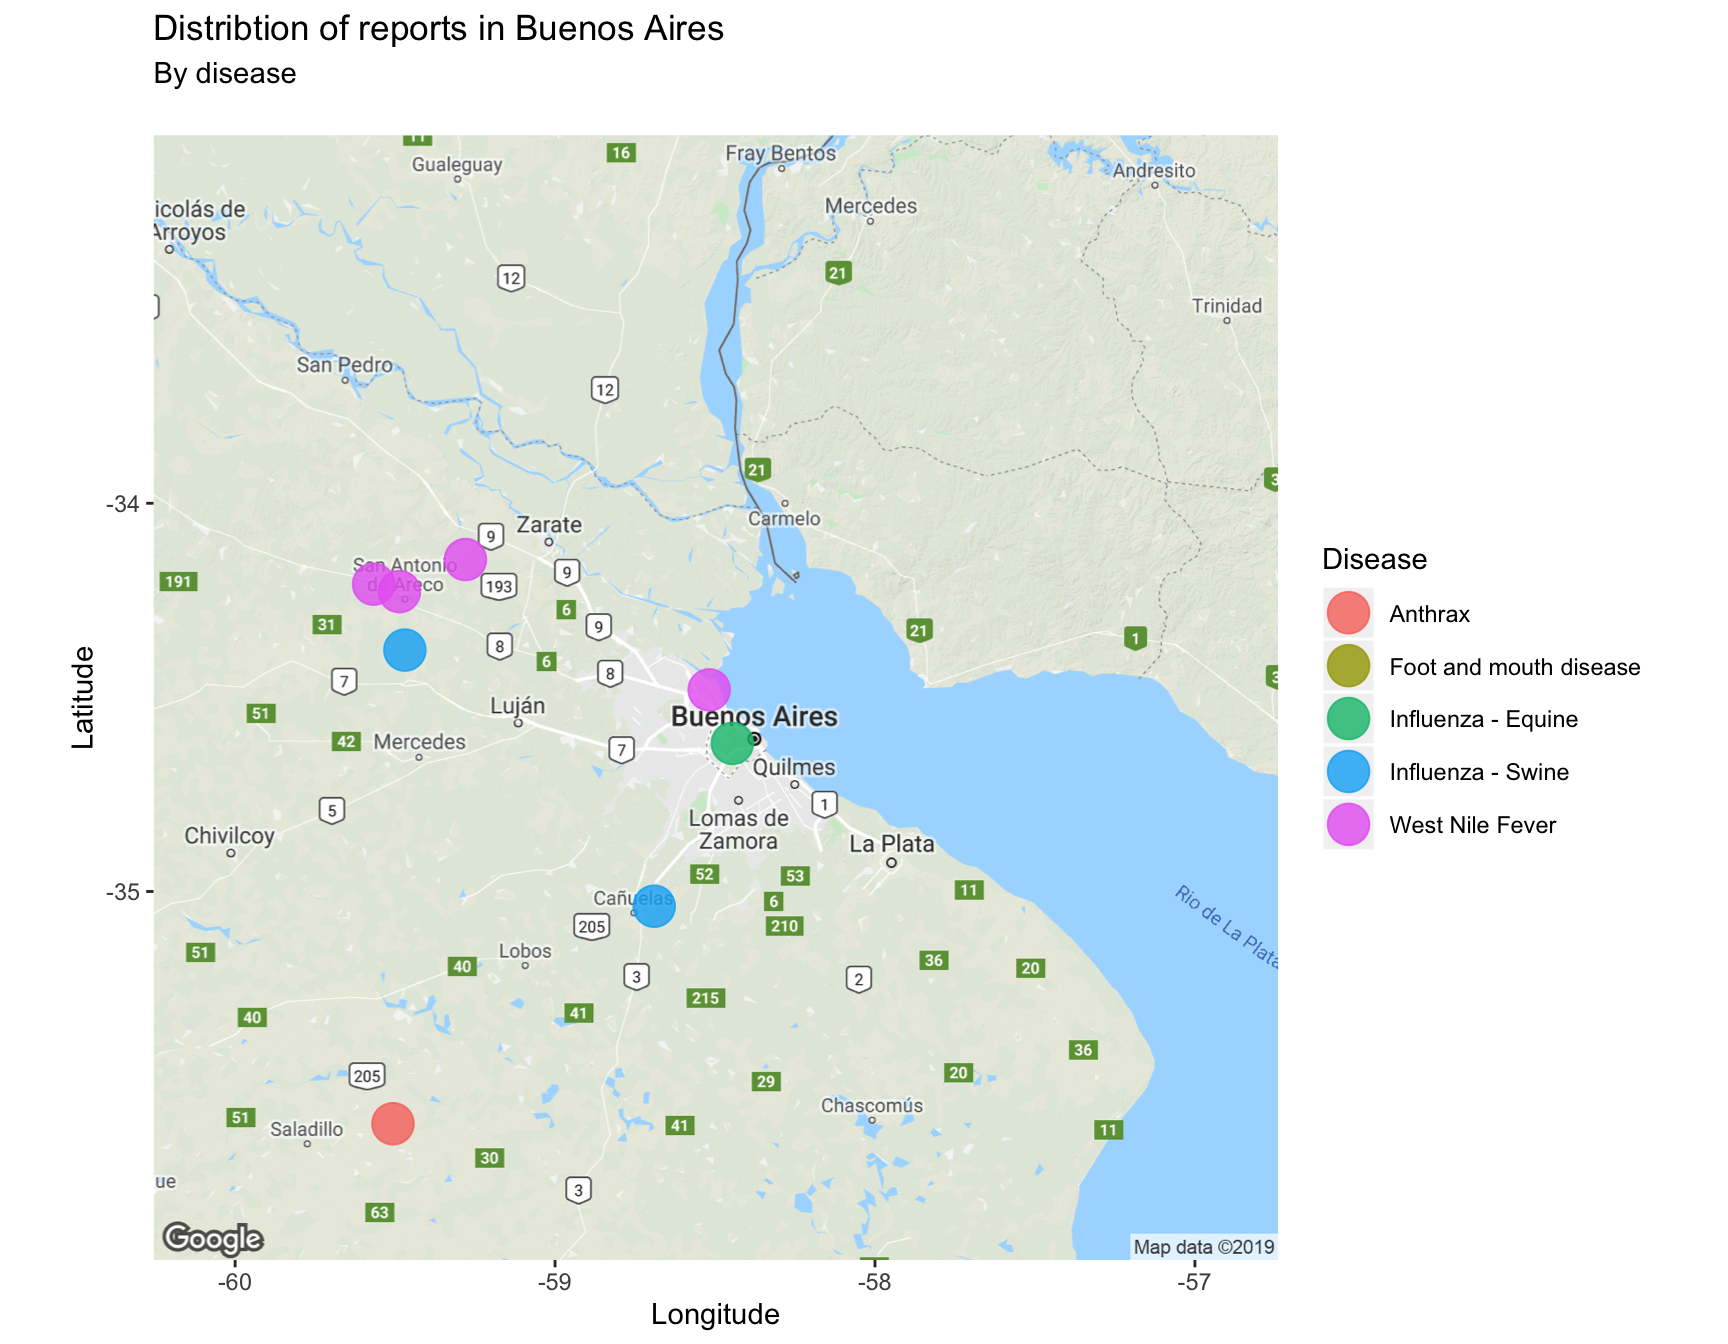 Distribtion of reports in Buenos Aires
By disease
11
16
Gualeguay
Fray Bentos
Andresito
Mercedes
icolás de
Arroyos
12
21
Trinidad
San Pedro
12
21
3
Carmelo
Zarate
9
San Antonio
de Areco
193
9
191
6
31
9
21
1
8
6
8
7
3
Luján
51
Buenos Aires
42
Mercedes
7
Quilmes
5
1
Lomas de
Zamora
Chivilcoy
La Plata
52
53
11
Cañuelas
6
205
210
Rio de La Plata
51
Lobos
40
3
36
20
2
215
40
41
36
205
29
20
51
Saladillo
41
Chascomús
11
30
ue
3
63
Google
Map data ©2019
-34
-35
Latitude
-60
-59
-58
-57
Longitude
Disease
Anthrax
Foot and mouth disease
Influenza - Equine
Influenza - Swine
West Nile Fever